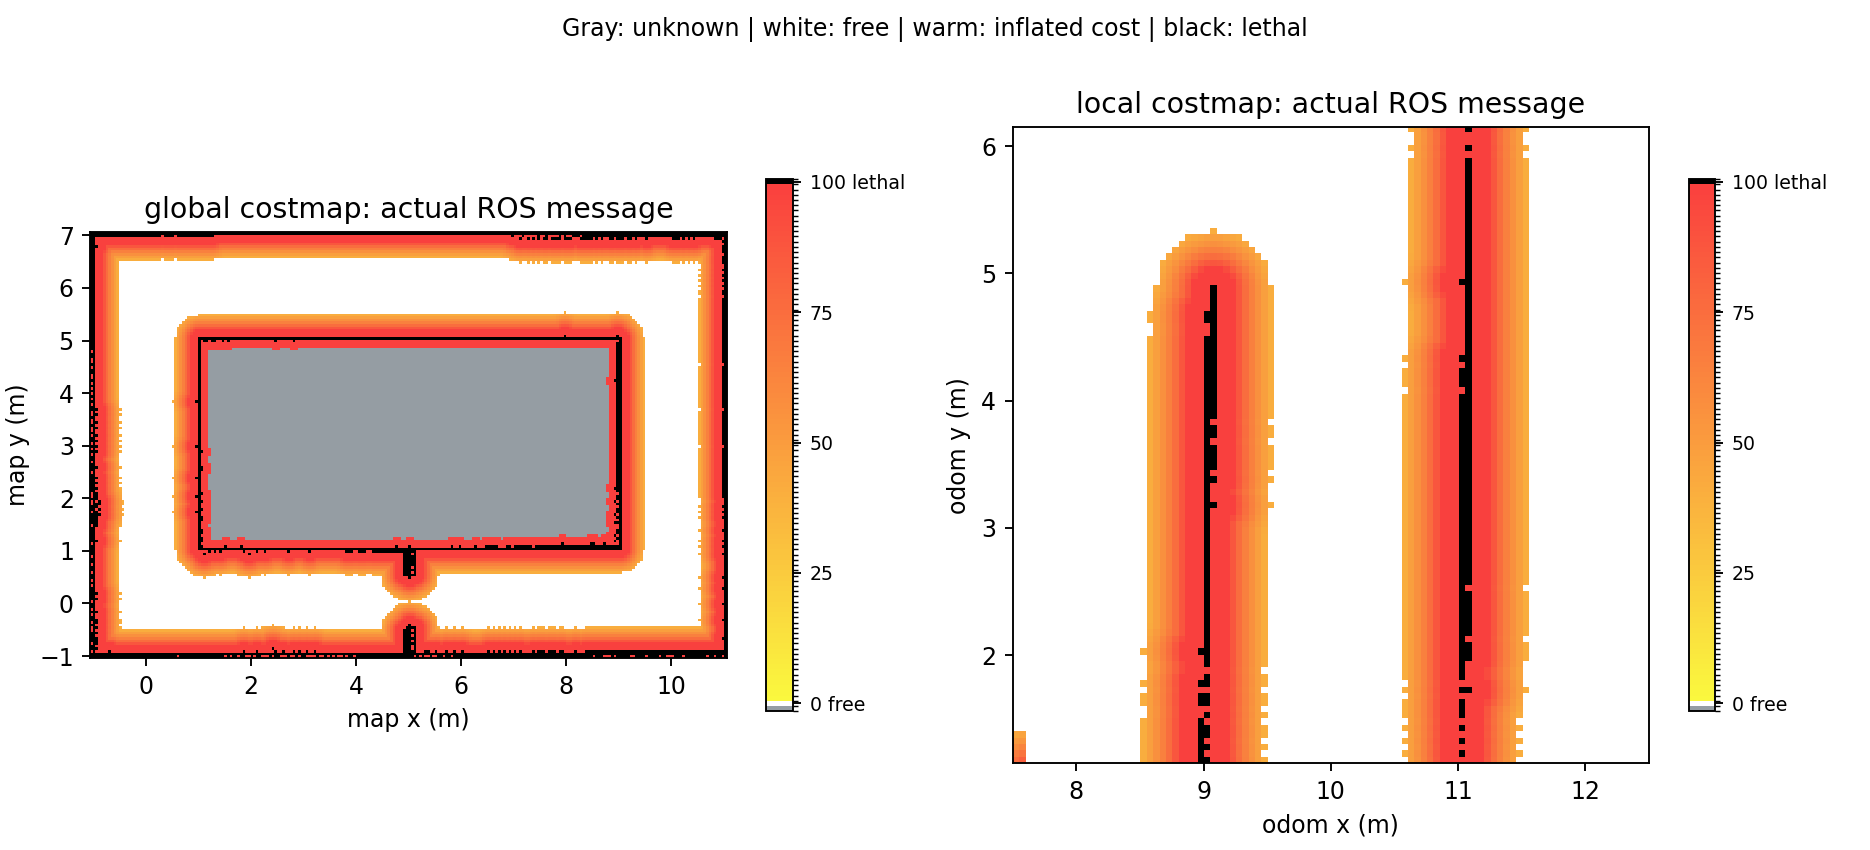 Gray: unknown | white: free | warm: inflated cost | black: lethal
global costmap: actual ROS message
7
6
5
4
3
2
1
0
−1
map y (m)
0
2
4
6
8
10
map x (m)
100 lethal
75
50
25
0 free
local costmap: actual ROS message
6
5
4
3
2
odom y (m)
8
9
10
11
12
odom x (m)
100 lethal
75
50
25
0 free